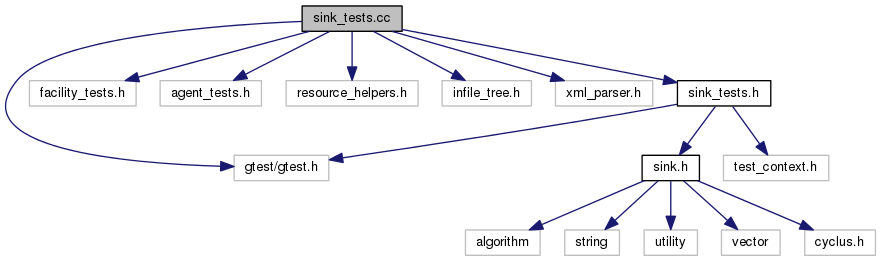 sink_tests.cc
facility_tests.h
agent_tests.h
resource_helpers.h
infile_tree.h
xml_parser.h
sink_tests.h
gtest/gtest.h
sink.h
test_context.h
algorithm
string
utility
vector
cyclus.h